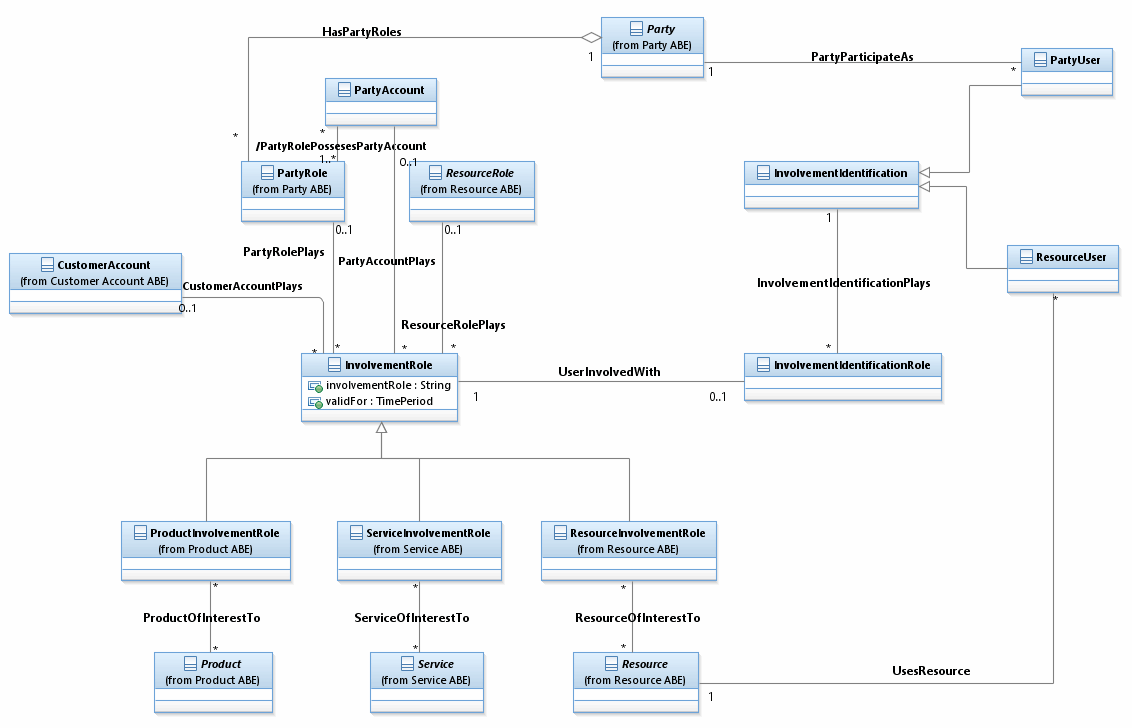 HasPartyRoles
Party
(from Party ABE)
1
1
PartyParticipateAs
*
PartyUser
PartyAccount
*
*
/PartyRolePossesesPartyAccount
1..*
0..1
PartyRole
(from Party ABE)
ResourceRole
(from Resource ABE)
InvolvementIdentification
0..1
0..1
1
PartyRolePlays
PartyAccountPlays
CustomerAccount
(from Customer Account ABE)
CustomerAccountPlays
0..1
ResourceUser
*
InvolvementIdentificationPlays
ResourceRolePlays
*
*
*
*
*
InvolvementRole
involvementRole : String
validFor : TimePeriod
UserInvolvedWith
1
0..1
InvolvementIdentificationRole
ProductInvolvementRole
(from Product ABE)
ServiceInvolvementRole
(from Service ABE)
ResourceInvolvementRole
(from Resource ABE)
*
*
*
ProductOfInterestTo
ServiceOfInterestTo
ResourceOfInterestTo
*
*
*
Product
(from Product ABE)
Service
(from Service ABE)
Resource
(from Resource ABE)
UsesResource
1